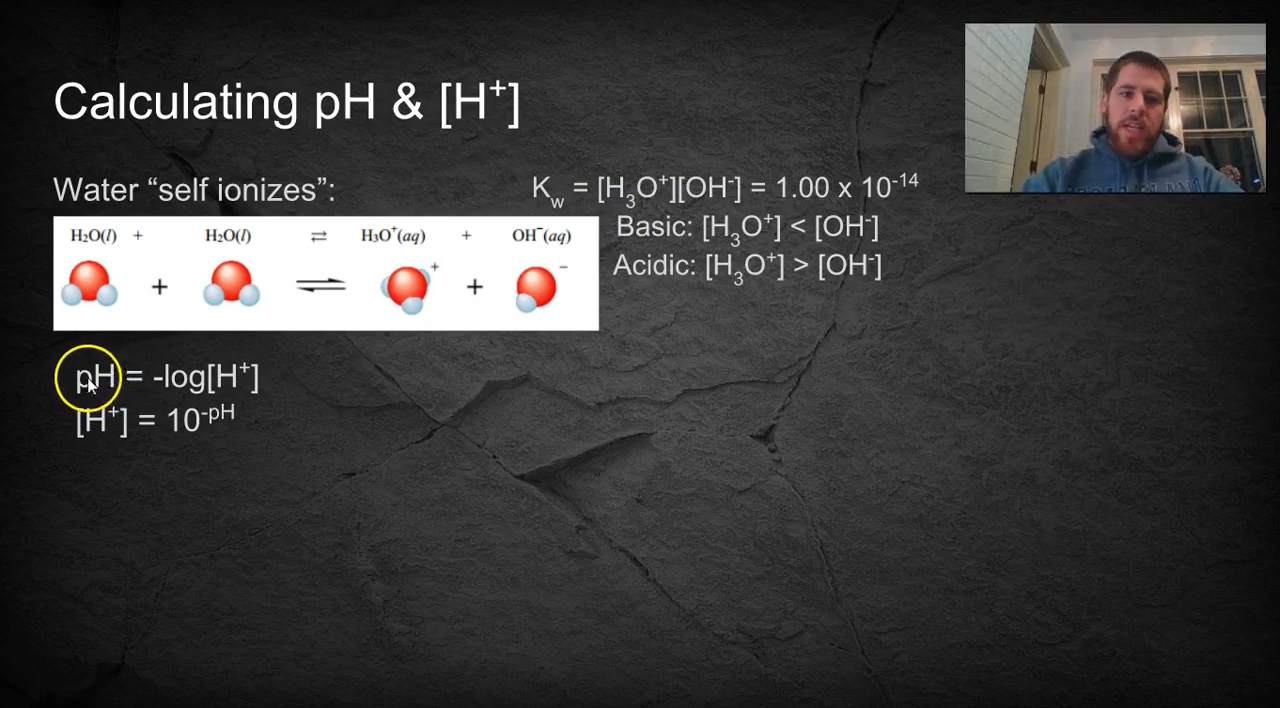 Calculating pH & [H⁺]
Water “self ionizes”:
H₂O(l) + H₂O(l) ⇄ H₃O⁺(aq) + OH⁻(aq)
+ ⇌ + + −
pH = -log[H⁺]
[H⁺] = 10⁻ᵖᴴ
K_w = [H₃O⁺][OH⁻] = 1.00 x 10⁻¹⁴
Basic: [H₃O⁺] < [OH⁻]
Acidic: [H₃O⁺] > [OH⁻]